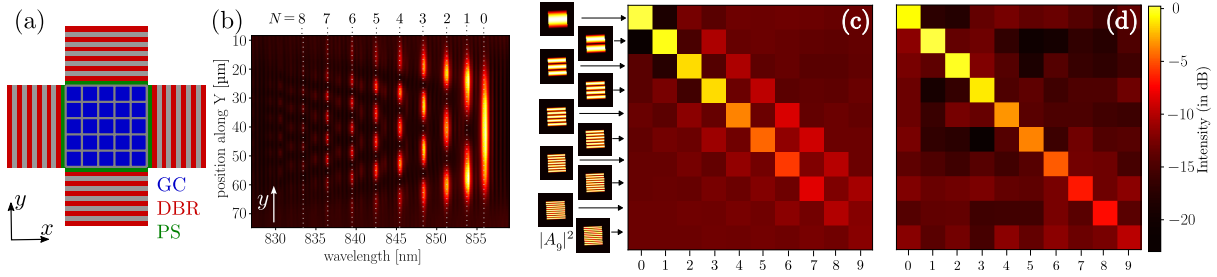 (a)
GC
DBR
PS
y
x
(b)
N = 8 7 6 5 4 3 2 1 0
position along Y [µm]
10
20
30
40
50
60
70
y
830 835 840 845 850 855
wavelength [nm]
|A₉|²
(c)
0 1 2 3 4 5 6 7 8 9
(d)
0 1 2 3 4 5 6 7 8 9
0
−5
−10
−15
−20
Intensity (in dB)